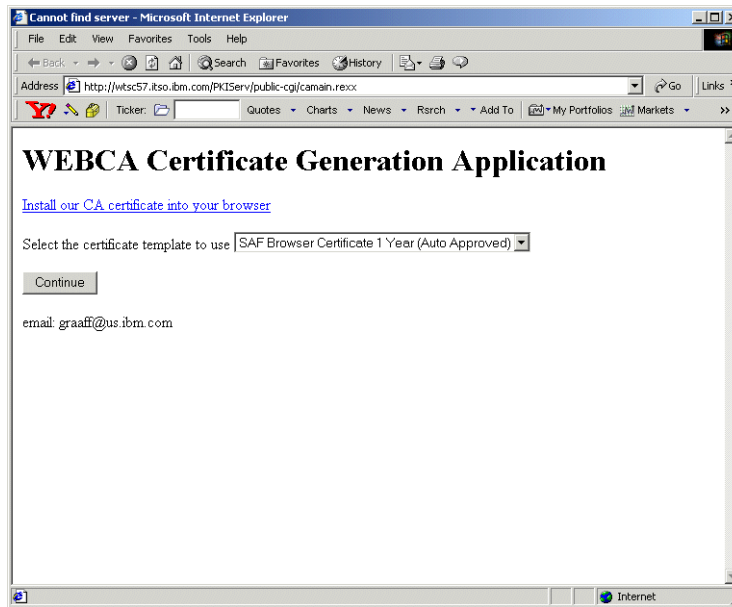 Cannot find server - Microsoft Internet Explorer
File Edit View Favorites Tools Help
Back Search Favorites History
Address http://wtsc57.itso.ibm.com/PKIServ/public-cgi/camain.rexx Go Links
Y? Ticker: Quotes Charts News Rsrch Add To My Portfolios Markets »
WEBCA Certificate Generation Application
Install our CA certificate into your browser
Select the certificate template to use SAF Browser Certificate 1 Year (Auto Approved)
Continue
email: graaff@us.ibm.com
Internet